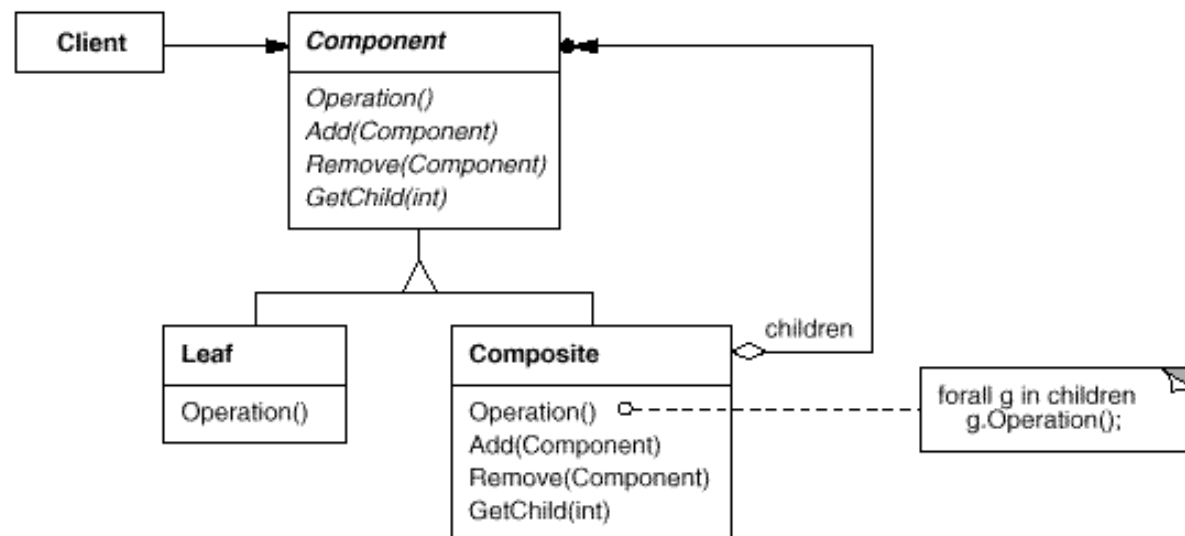 Client
Component
Operation()
Add(Component)
Remove(Component)
GetChild(int)
children
Leaf
Operation()
Composite
Operation()
Add(Component)
Remove(Component)
GetChild(int)
forall g in children
g.Operation();